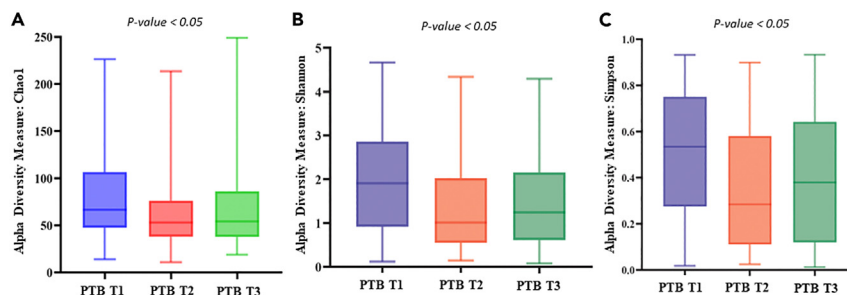 A
P-value < 0.05
Alpha Diversity Measure: Chao1
250
200
150
100
50
0
PTB T1 PTB T2 PTB T3
B
P-value < 0.05
Alpha Diversity Measure: Shannon
5
4
3
2
1
0
PTB T1 PTB T2 PTB T3
C
P-value < 0.05
Alpha Diversity Measure: Simpson
1.0
0.8
0.6
0.4
0.2
0.0
PTB T1 PTB T2 PTB T3